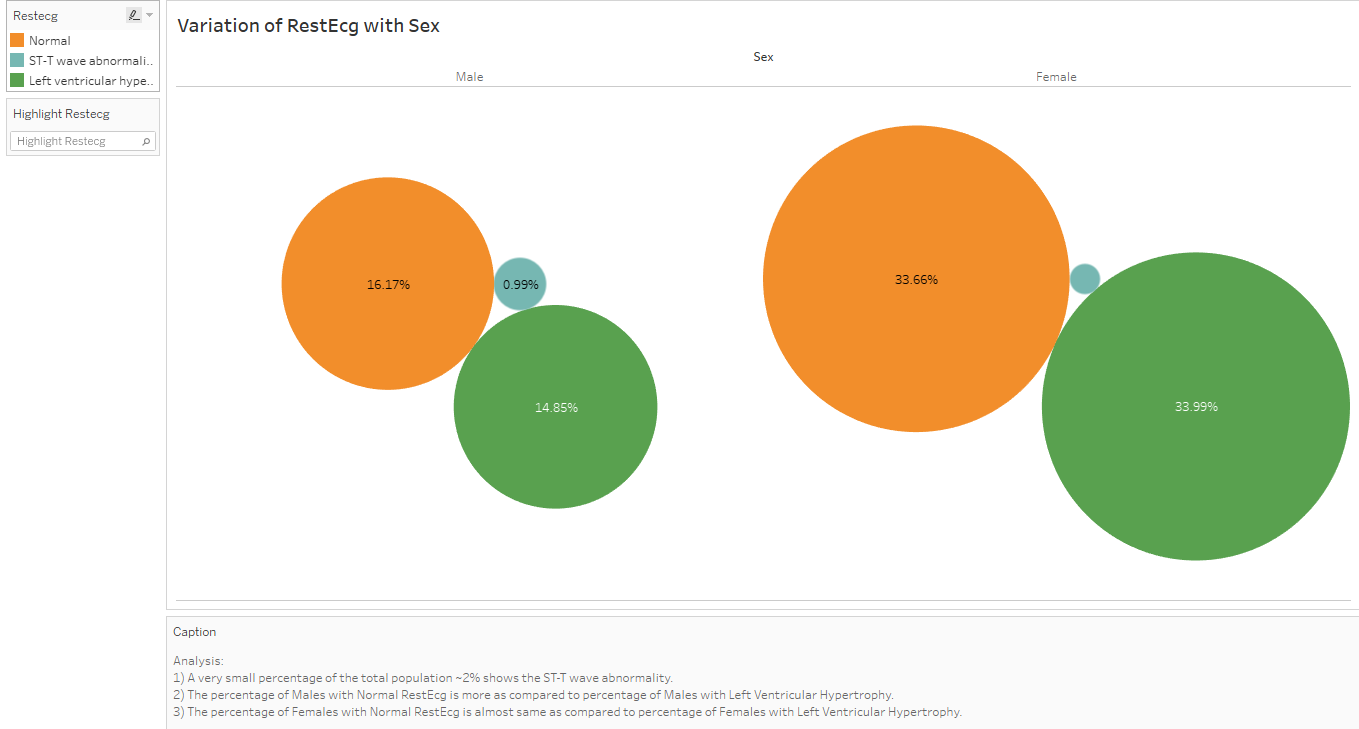 Restecg
Normal
ST-T wave abnormali..
Left ventricular hype..
Highlight Restecg
Highlight Restecg
Variation of RestEcg with Sex
Sex
Male
Female
16.17%
0.99%
14.85%
33.66%
33.99%
Caption
Analysis:
1) A very small percentage of the total population ~2% shows the ST-T wave abnormality.
2) The percentage of Males with Normal RestEcg is more as compared to percentage of Males with Left Ventricular Hypertrophy.
3) The percentage of Females with Normal RestEcg is almost same as compared to percentage of Females with Left Ventricular Hypertrophy.